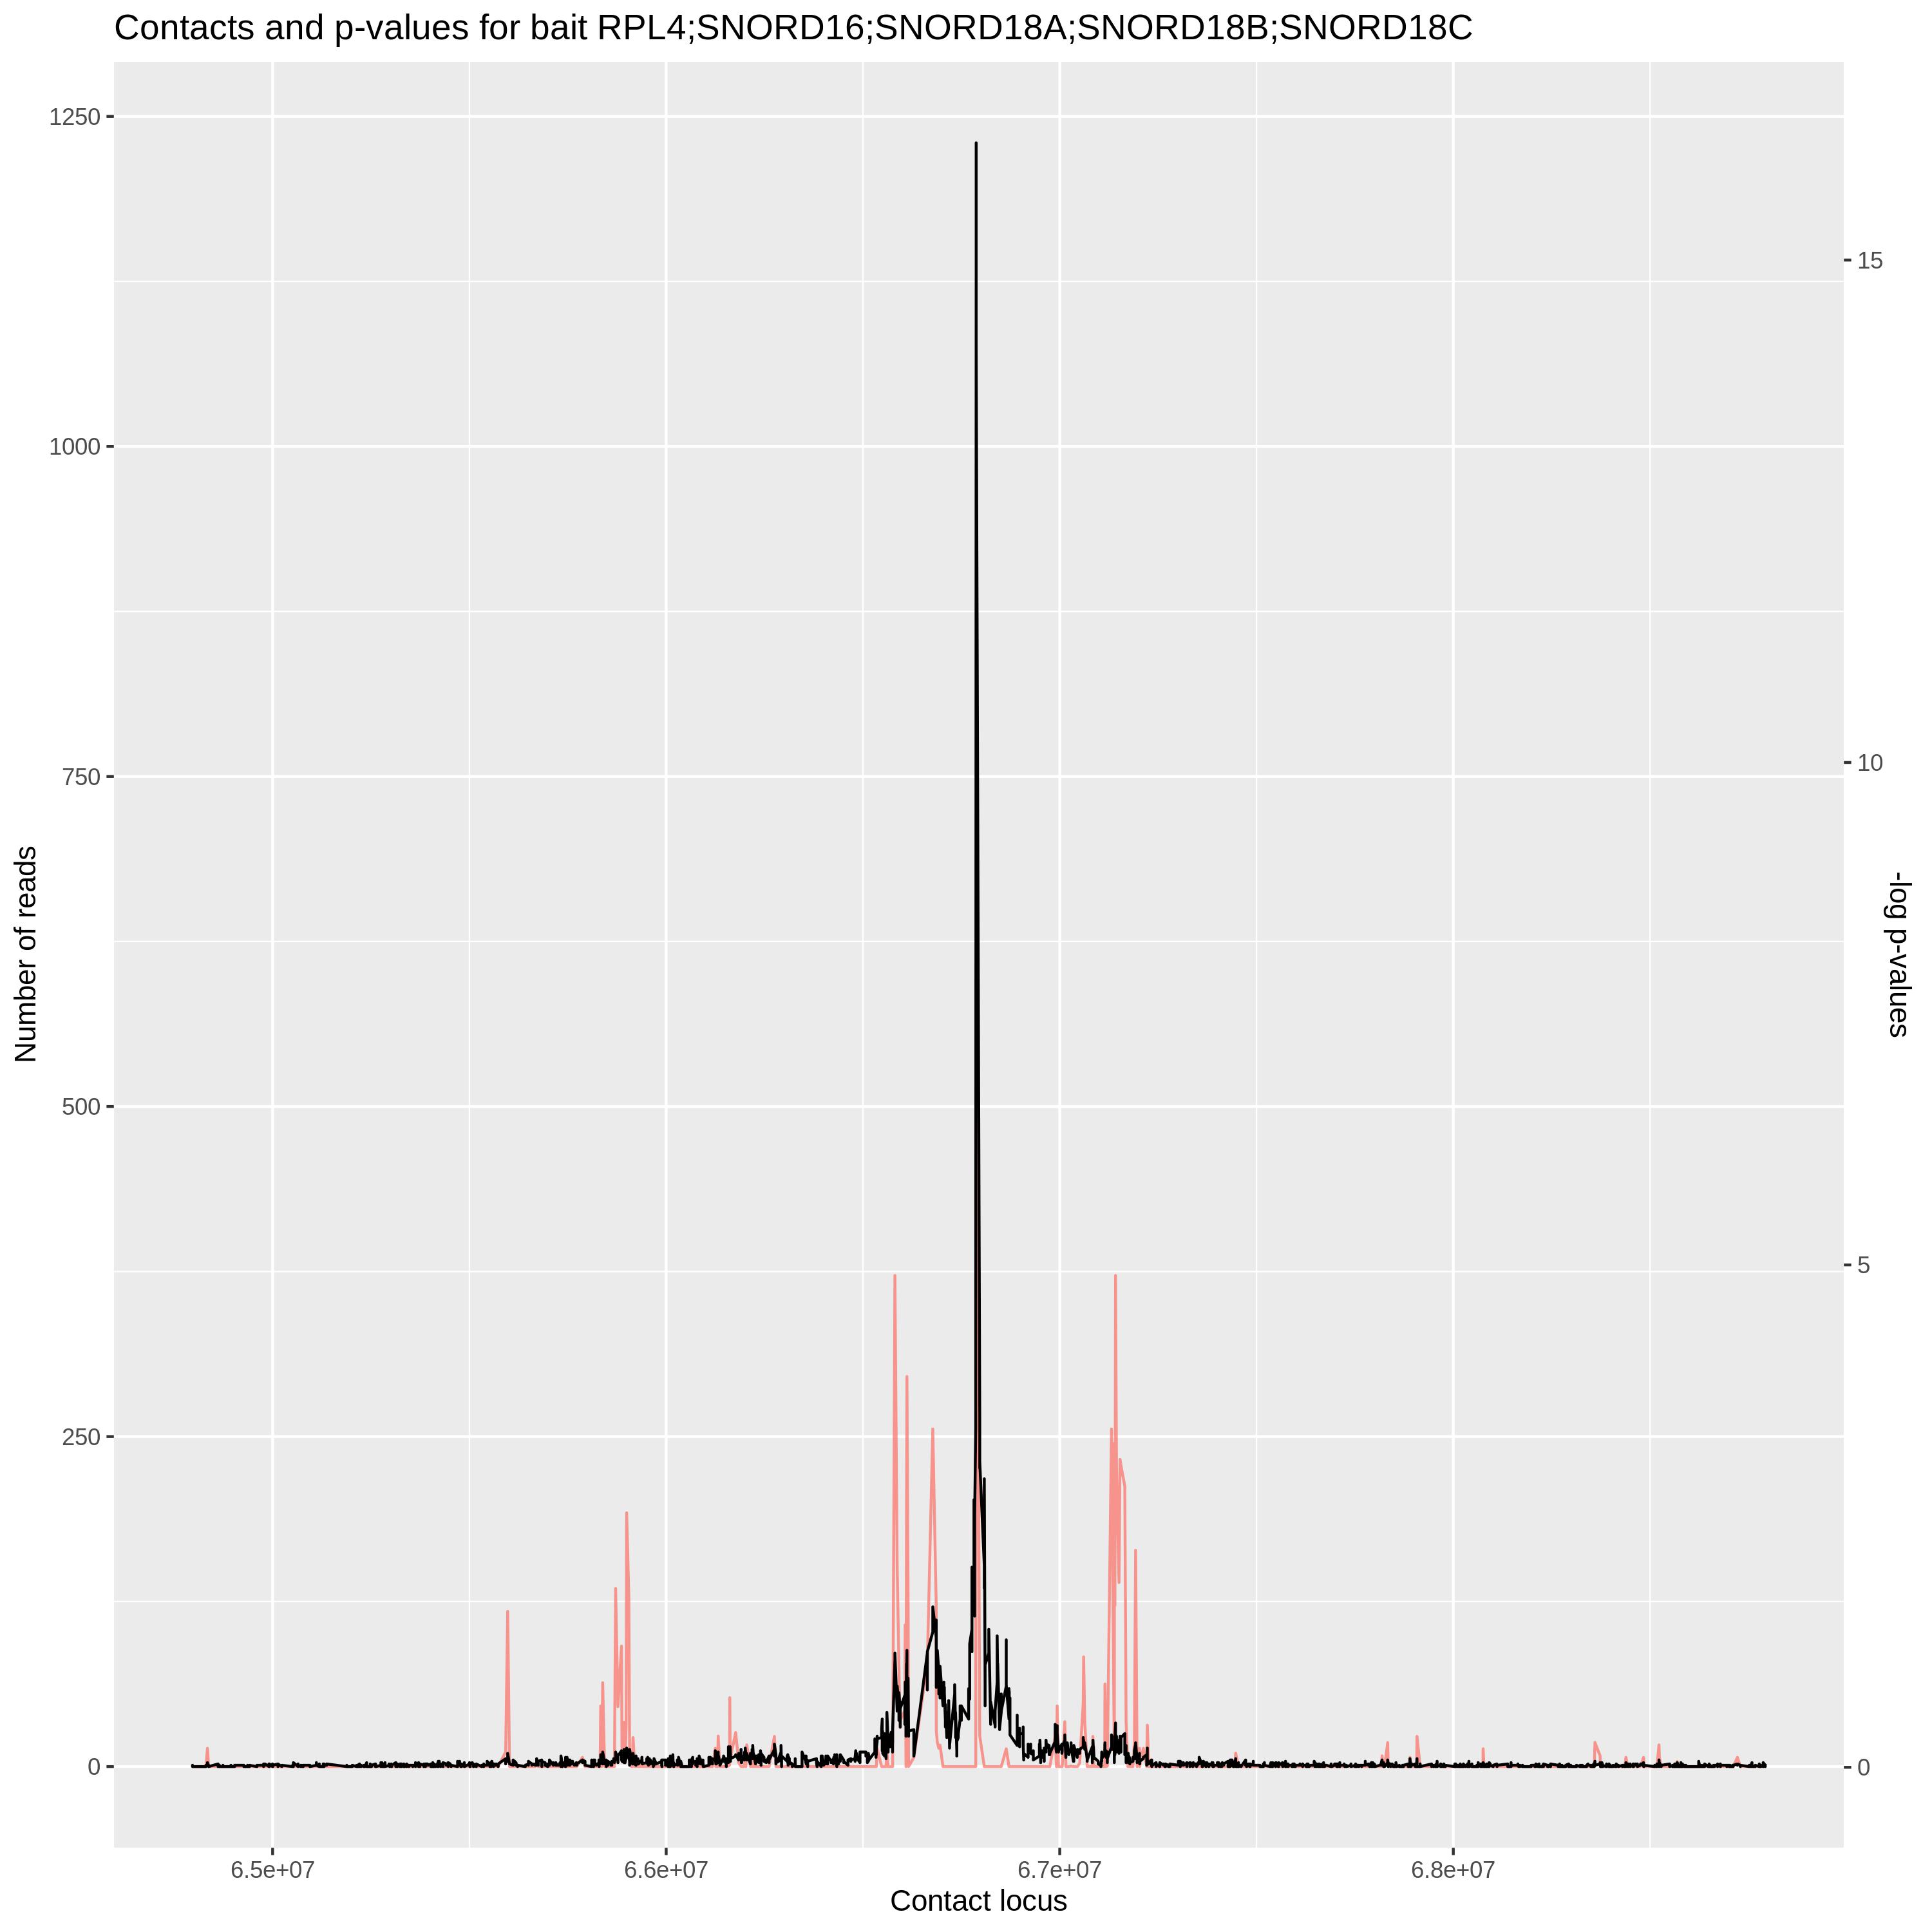 Contacts and p-values for bait RPL4;SNORD16;SNORD18A;SNORD18B;SNORD18C
1250
1000
750
500
250
0
Number of reads
15
10
5
0
-log p-values
6.5e+07 6.6e+07 6.7e+07 6.8e+07
Contact locus